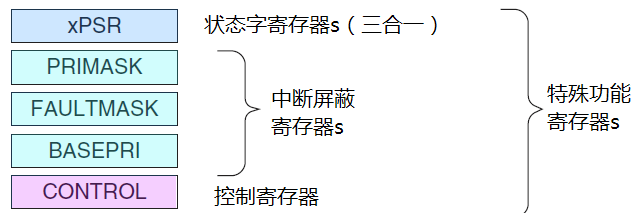 xPSR 状态字寄存器s（三合一）
PRIMASK
FAULTMASK
BASEPRI
中断屏蔽
寄存器s
CONTROL 控制寄存器
特殊功能
寄存器s